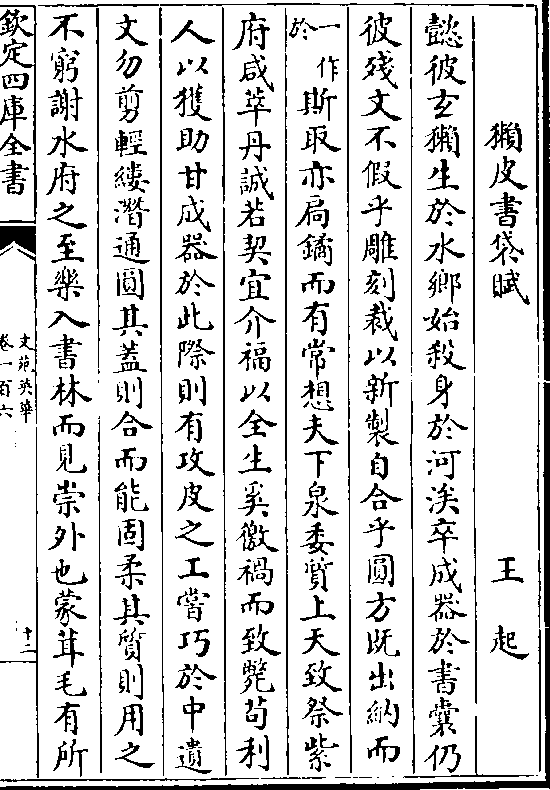 獺皮書袋賦　王起
懿彼玄獺生於水鄉始殺身於河涘卒成器於書囊仍
彼殘文不假乎雕刻裁以新製自合乎圓方既出納而
一作於斯取亦扃鐍而有常想夫下泉委質上天致祭紫
府咸萃丹誠若契宜介福以全生奚徼禍而致斃苟利
人以獲助甘成器於此際則有攻皮之工嘗巧於中遺
文勿剪輕縷潛通圓其蓋則合而能固柔其質則用之
不窮謝水府之至樂入書林而見崇外也蒙茸毛有所
欽定四庫全書
文苑英華
卷一百六
十二